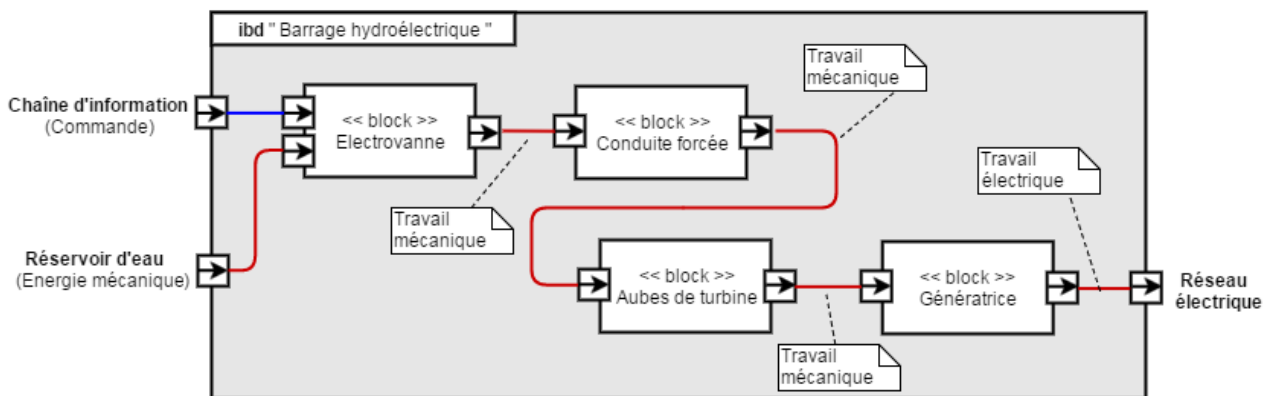 ibd " Barrage hydroélectrique "
Travail
mécanique
Chaîne d'information
(Commande)
<< block >>
Electrovanne
<< block >>
Conduite forcée
Travail
électrique
Travail
mécanique
Réservoir d'eau
(Energie mécanique)
<< block >>
Aubes de turbine
<< block >>
Génératrice
Réseau
électrique
Travail
mécanique